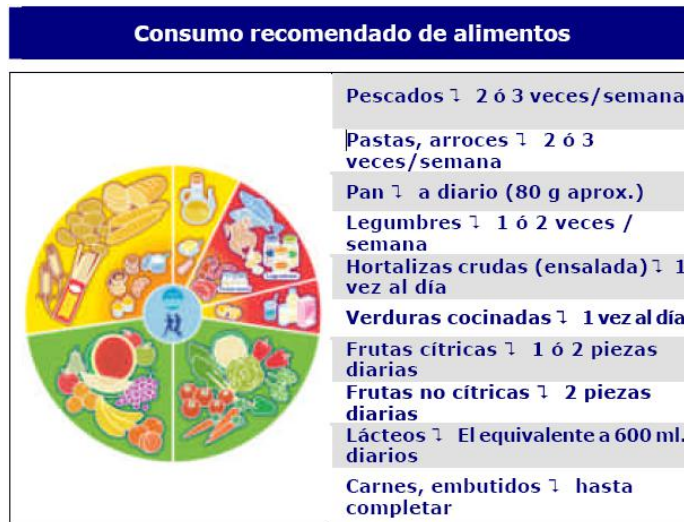 Consumo recomendado de alimentos
Pescados ↴ 2 ó 3 veces/semana
Pastas, arroces ↴ 2 ó 3
veces/semana
Pan ↴ a diario (80 g aprox.)
Legumbres ↴ 1 ó 2 veces /
semana
Hortalizas crudas (ensalada) ↴ 1
vez al día
Verduras cocinadas ↴ 1 vez al día
Frutas cítricas ↴ 1 ó 2 piezas
diarias
Frutas no cítricas ↴ 2 piezas
diarias
Lácteos ↴ El equivalente a 600 ml.
diarios
Carnes, embutidos ↴ hasta
completar